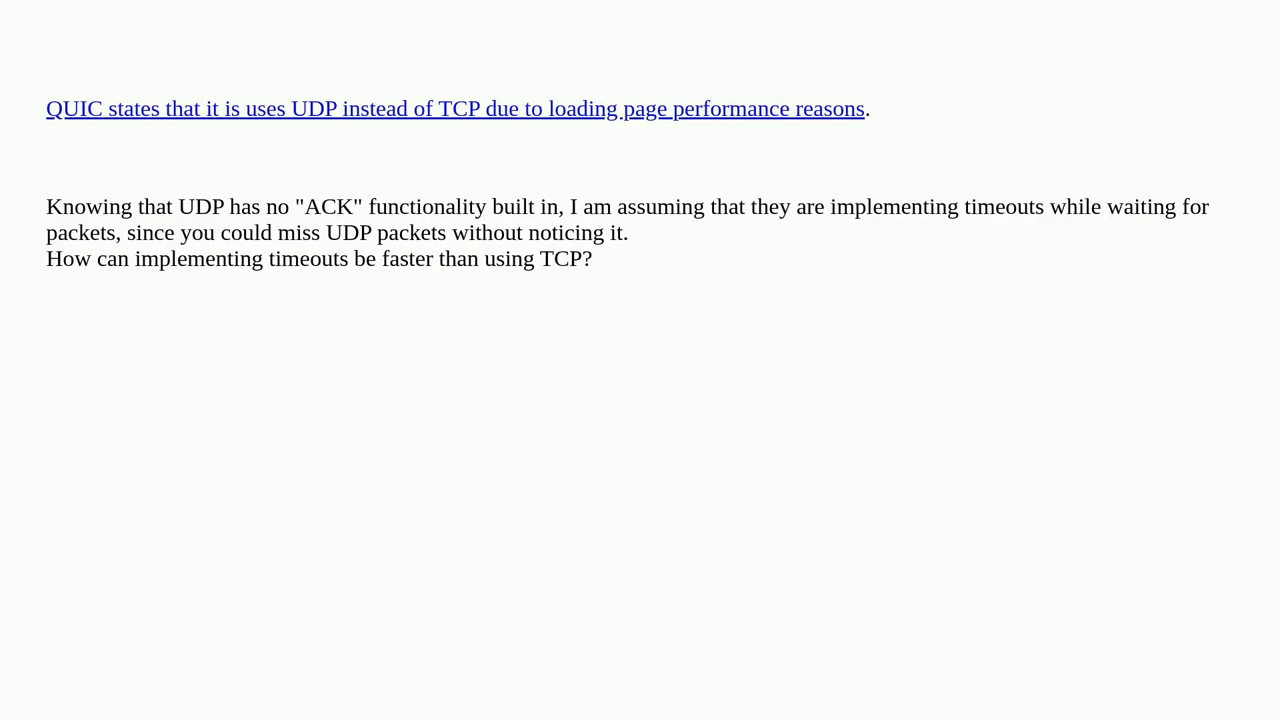 QUIC states that it is uses UDP instead of TCP due to loading page performance reasons.
Knowing that UDP has no "ACK" functionality built in, I am assuming that they are implementing timeouts while waiting for
packets, since you could miss UDP packets without noticing it.
How can implementing timeouts be faster than using TCP?